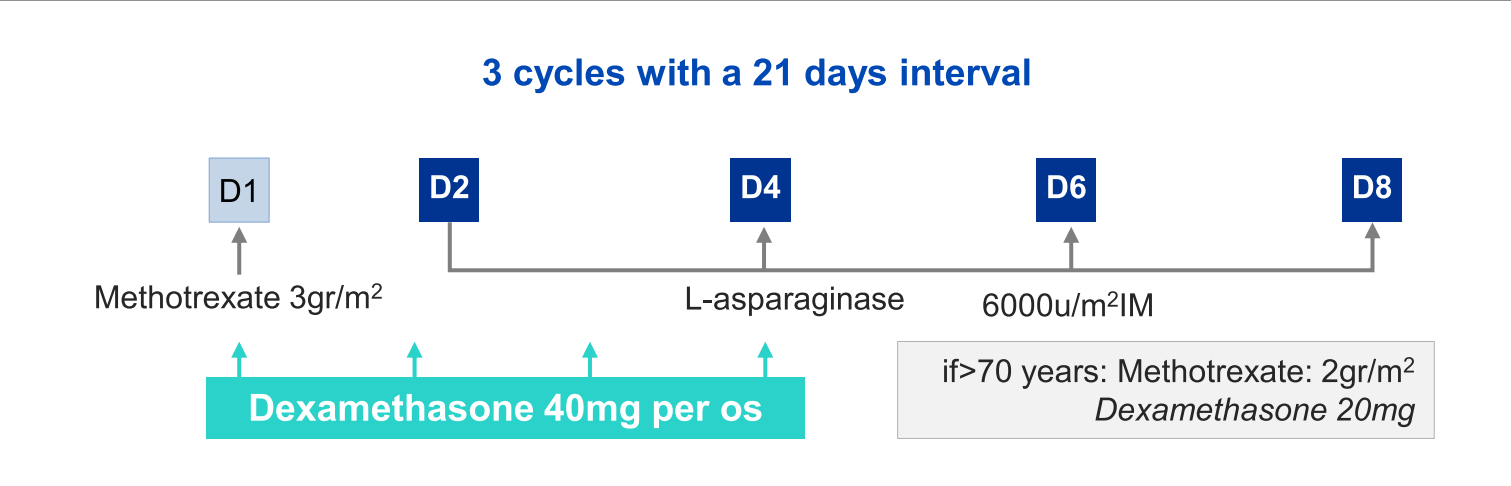 3 cycles with a 21 days interval
D1
D2
D4
D6
D8
Methotrexate 3gr/m²
L-asparaginase
6000u/m²IM
Dexamethasone 40mg per os
if>70 years: Methotrexate: 2gr/m²
Dexamethasone 20mg